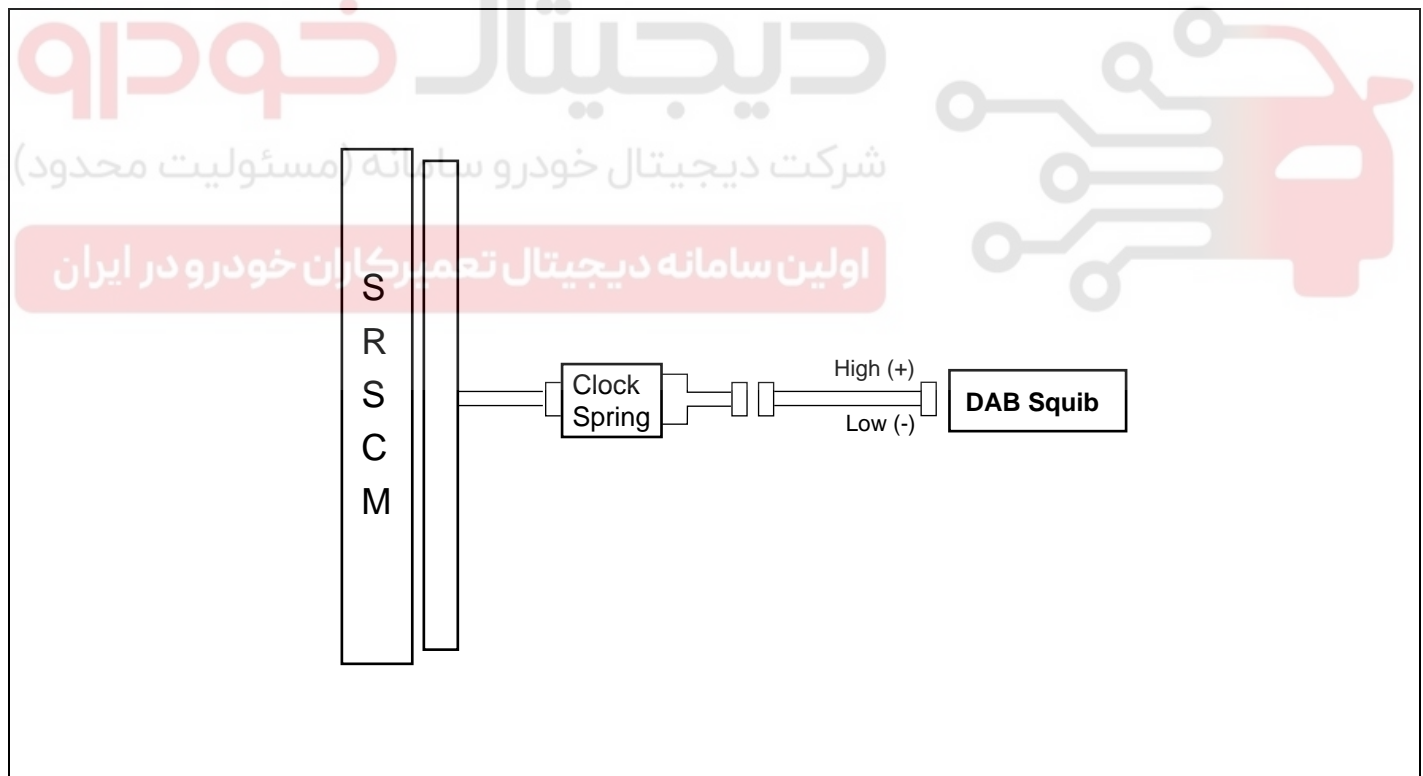 دیجیتال خودرو
شرکت دیجیتال خودرو سامانه (مسئولیت محدود)
اولین سامانه دیجیتال تعمیرکاران خودرو در ایران
S
R
S
C
M
Clock
Spring
High (+)
Low (-)
DAB Squib